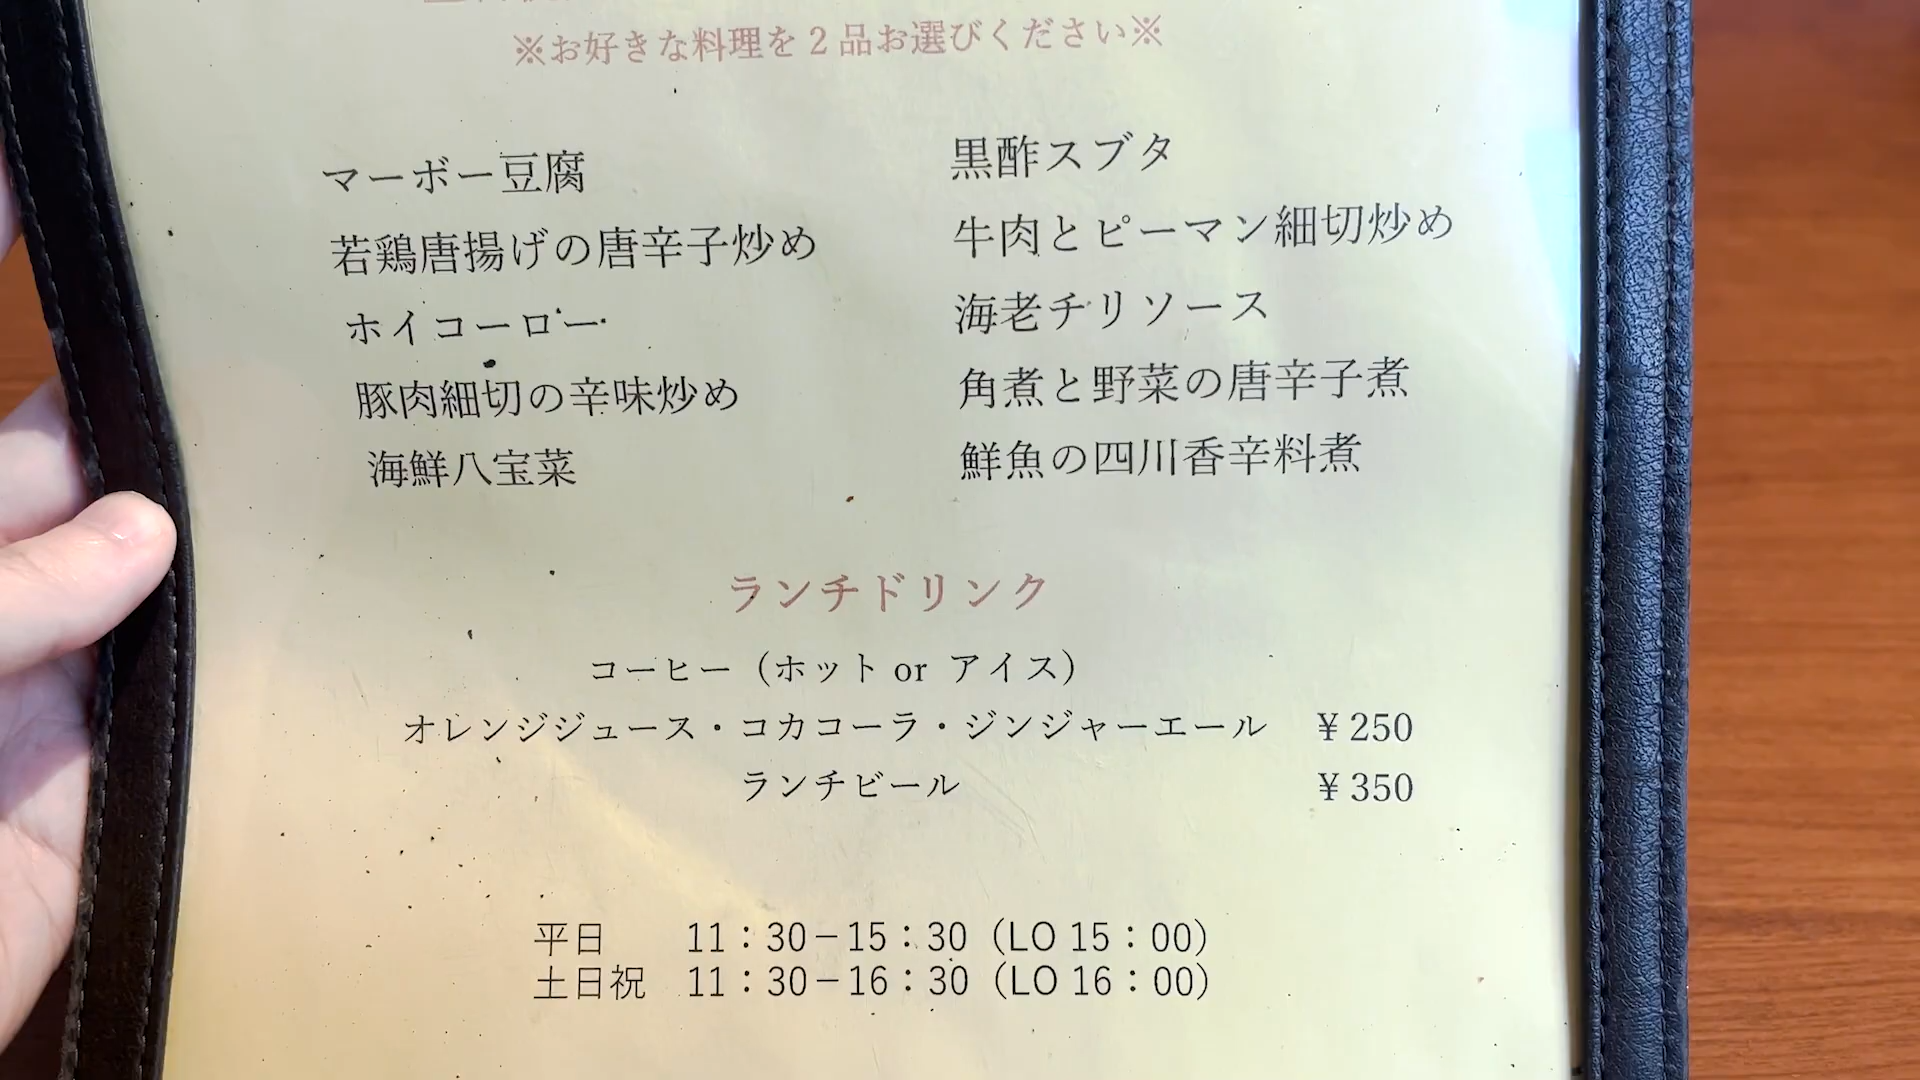 ※お好きな料理を2品お選びください※
マーボー豆腐
若鶏唐揚げの唐辛子炒め
ホイコーロー
豚肉細切の辛味炒め
海鮮八宝菜
黒酢スブタ
牛肉とピーマン細切炒め
海老チリソース
角煮と野菜の唐辛子煮
鮮魚の四川香辛料煮
ランチドリンク
コーヒー（ホット or アイス）
オレンジジュース・コカコーラ・ジンジャーエール ¥250
ランチビール ¥350
平日 11：30－15：30（LO 15：00）
土日祝 11：30－16：30（LO 16：00）